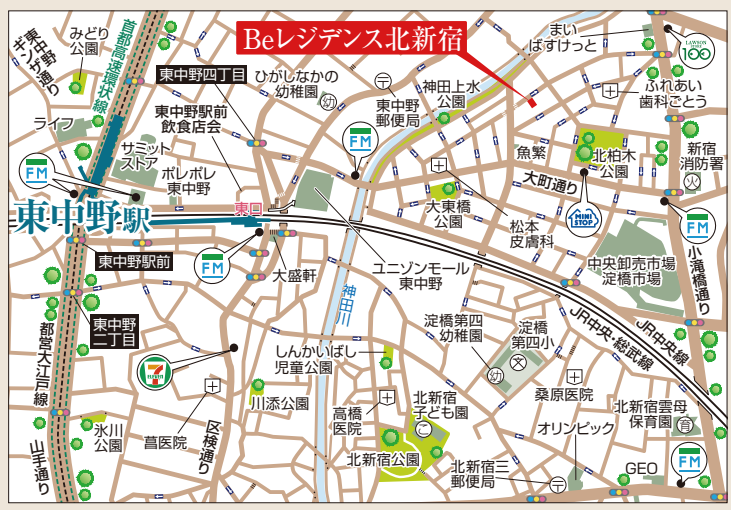 Beレジデンス北新宿
東中野
ギンザ通り
みどり
公園
首都高速環状線
東中野四丁目
ひがしなかの
幼稚園
幼
東中野
郵便局
神田上水
公園
まい
ばすけっと
LAWSON
100
ふれあい
歯科ごとう
ライフ
サミット
ストア
東中野駅前
飲食店会
FM
魚繁
北柏木
公園
新宿
消防署
火
FM
ポレポレ
東中野
大町通り
東中野駅
東口
大東橋
公園
松本
皮膚科
MINI
STOP
FM
東中野駅前
FM
大盛軒
ユニゾンモール
東中野
中央卸売市場
淀橋市場
小滝橋通り
神田川
東中野
二丁目
都営大江戸線
淀橋第四
幼稚園
幼
淀橋
第四小
文
JR中央・総武線
JR中央線
しんかいばし
児童公園
7
ELEVEN
川添公園
高橋
医院
北新宿
子ども園
こ
桑原医院
北新宿雲母
保育園
育
氷川
公園
菖医院
区検通り
オリンピック
山手通り
北新宿公園
北新宿三
郵便局
GEO
FM